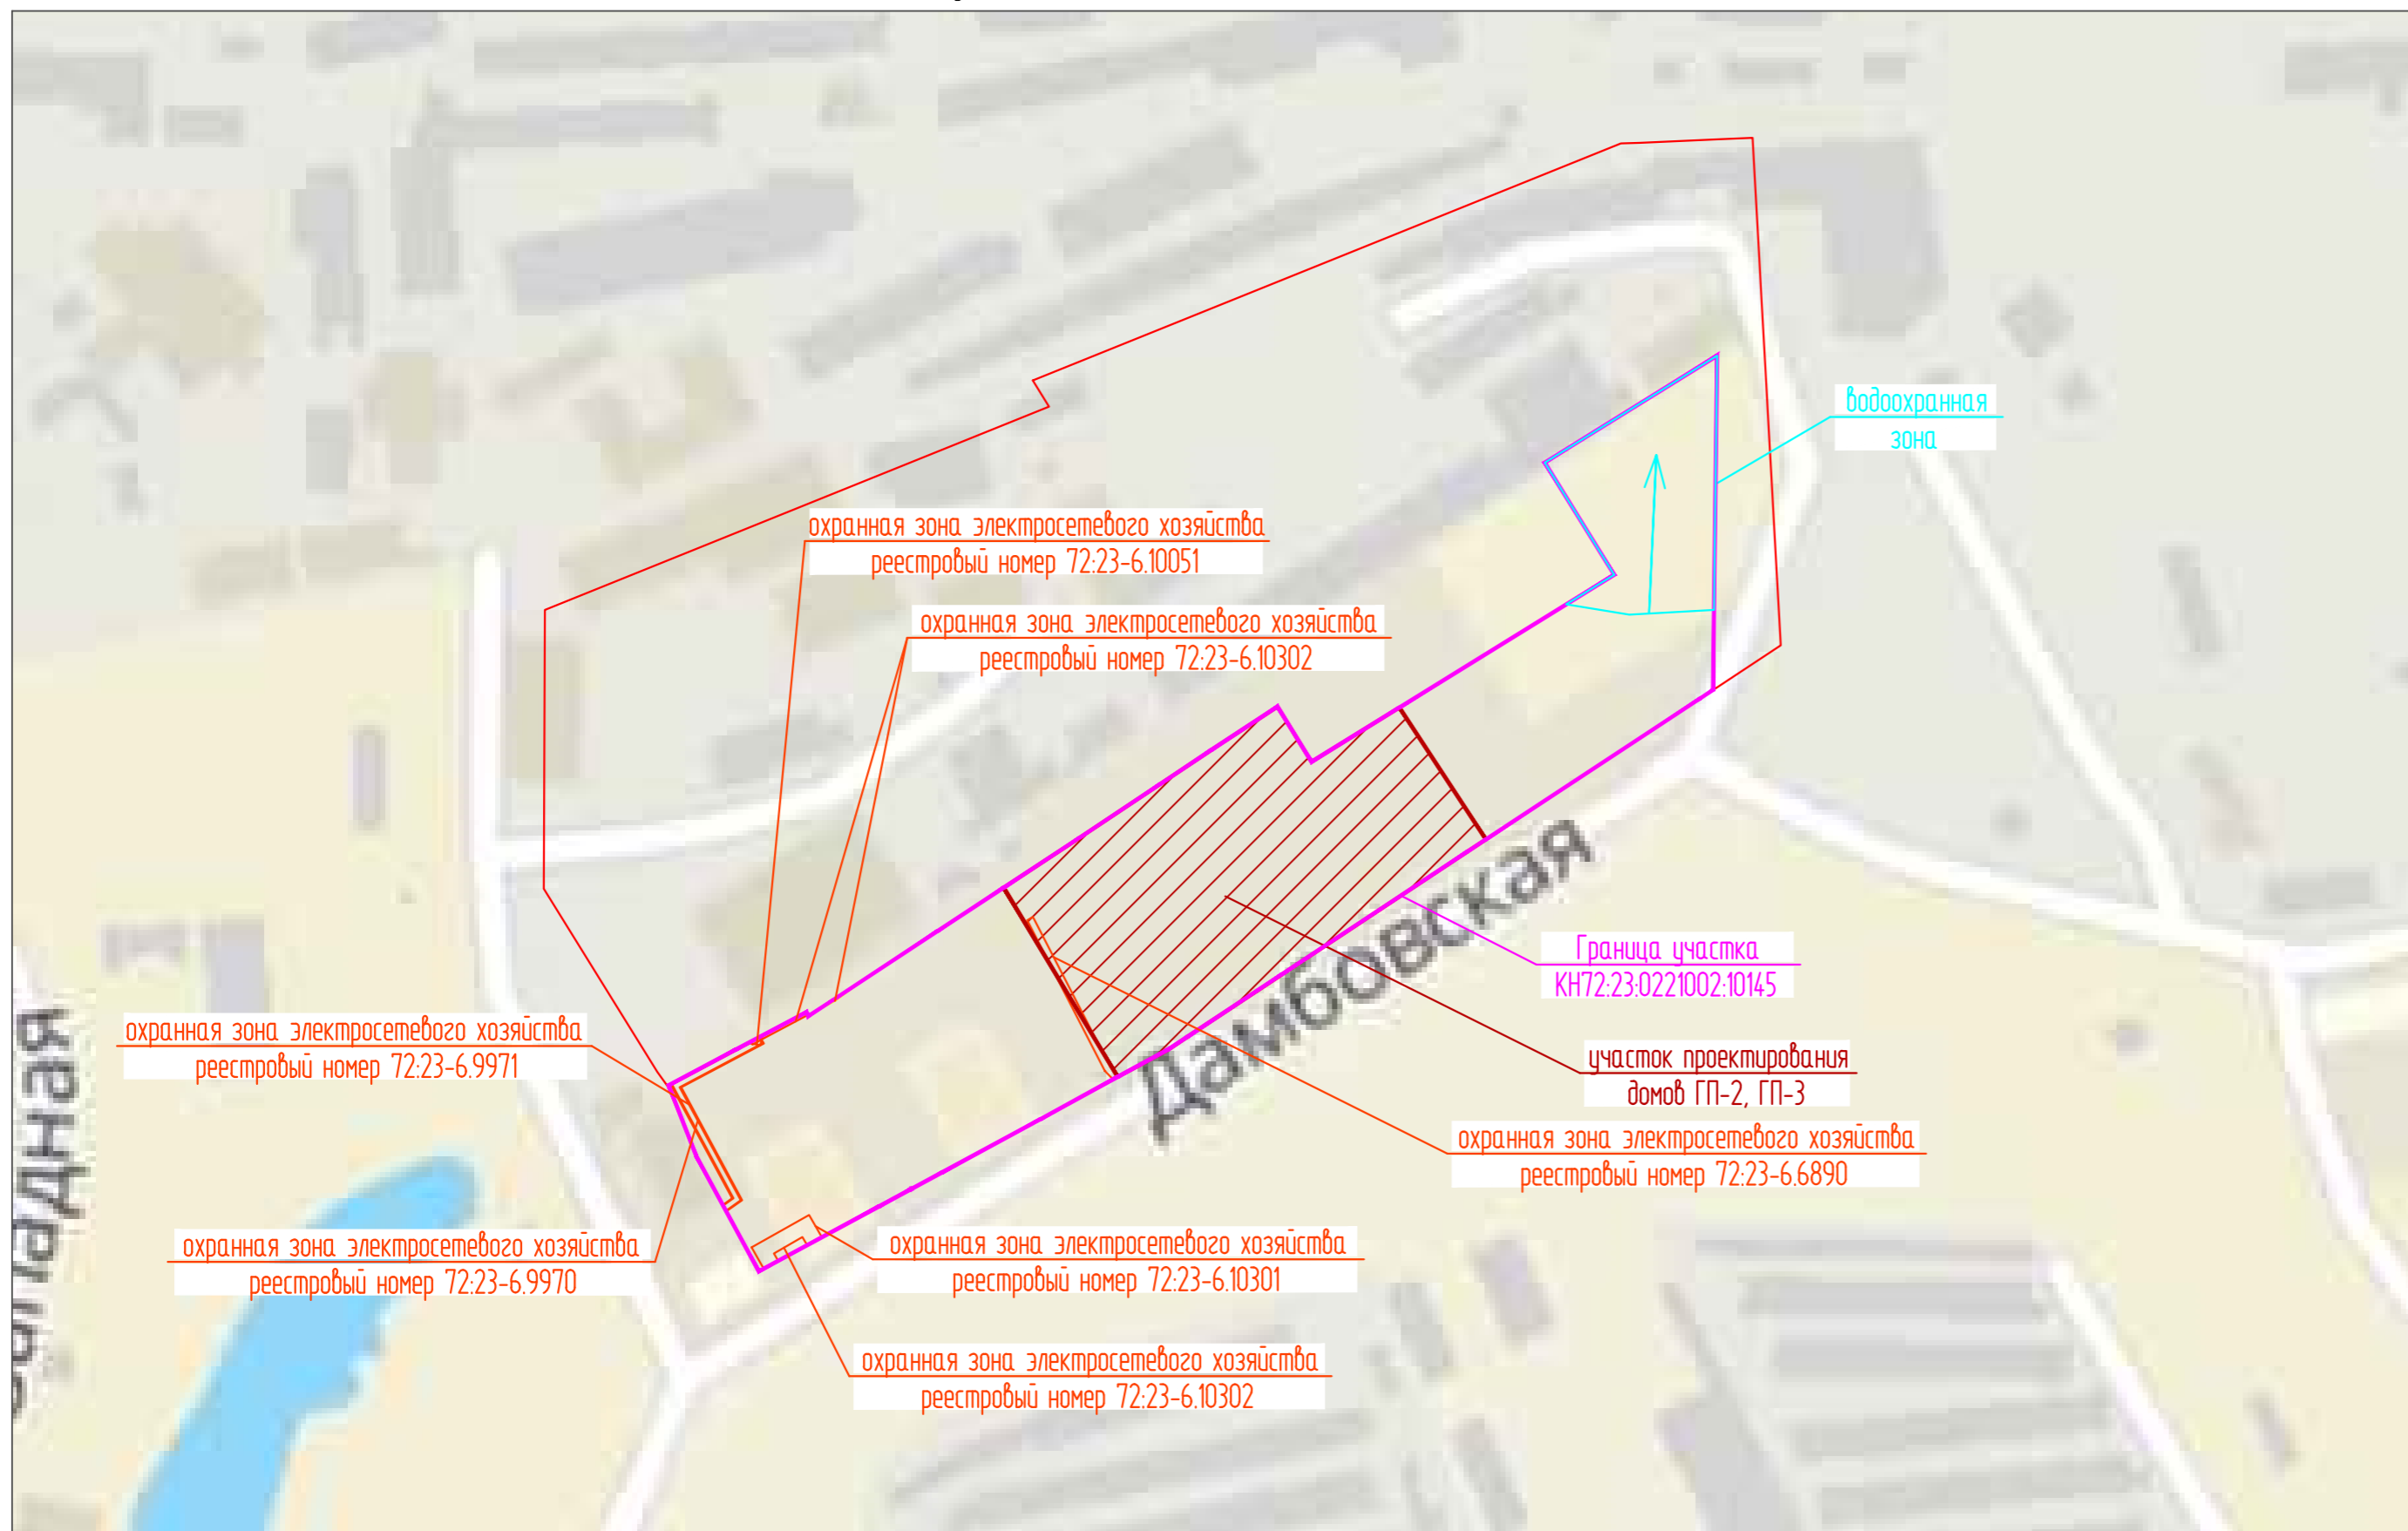 водоохранная
зона
охранная зона электросетевого хозяйства
реестровый номер 72:23-6.10051
охранная зона электросетевого хозяйства
реестровый номер 72:23-6.10302
Дамбовская
Граница участка
КН72:23:0221002:10145
охранная зона электросетевого хозяйства
реестровый номер 72:23-6.9971
участок проектирования
домов ГП-2, ГП-3
охранная зона электросетевого хозяйства
реестровый номер 72:23-6.6890
охранная зона электросетевого хозяйства
реестровый номер 72:23-6.9970
охранная зона электросетевого хозяйства
реестровый номер 72:23-6.10301
охранная зона электросетевого хозяйства
реестровый номер 72:23-6.10302